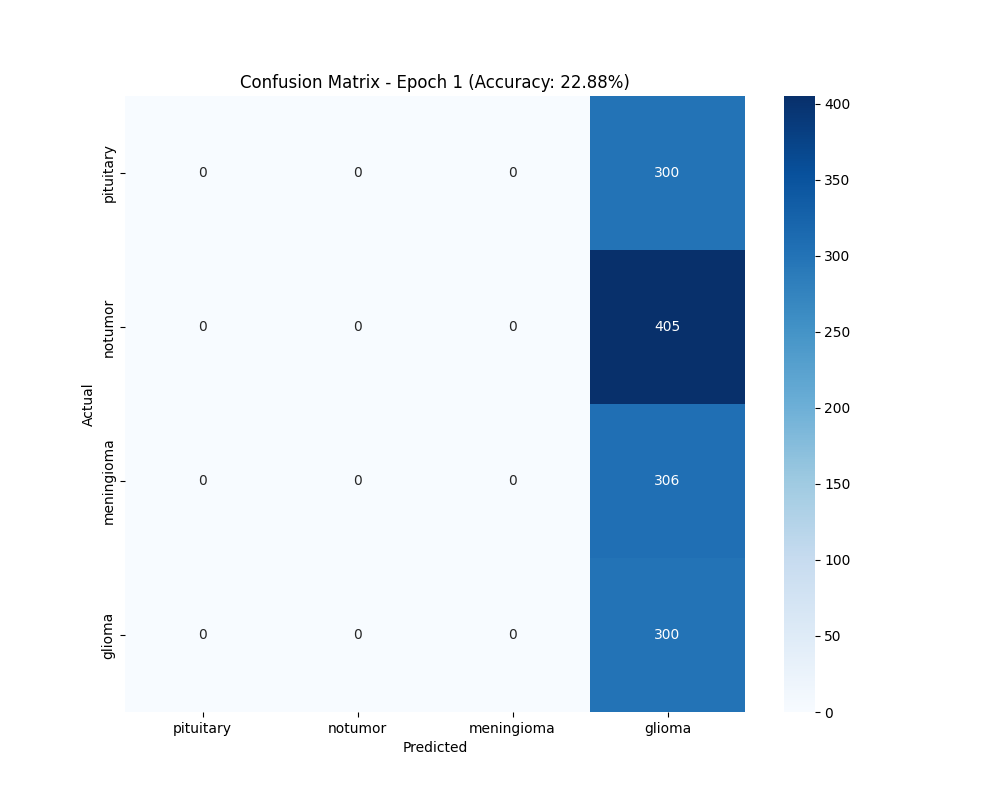 Confusion Matrix - Epoch 1 (Accuracy: 22.88%)
Actual
pituitary
0 0 0 300
notumor
0 0 0 405
meningioma
0 0 0 306
glioma
0 0 0 300
pituitary notumor meningioma glioma
Predicted
400
350
300
250
200
150
100
50
0